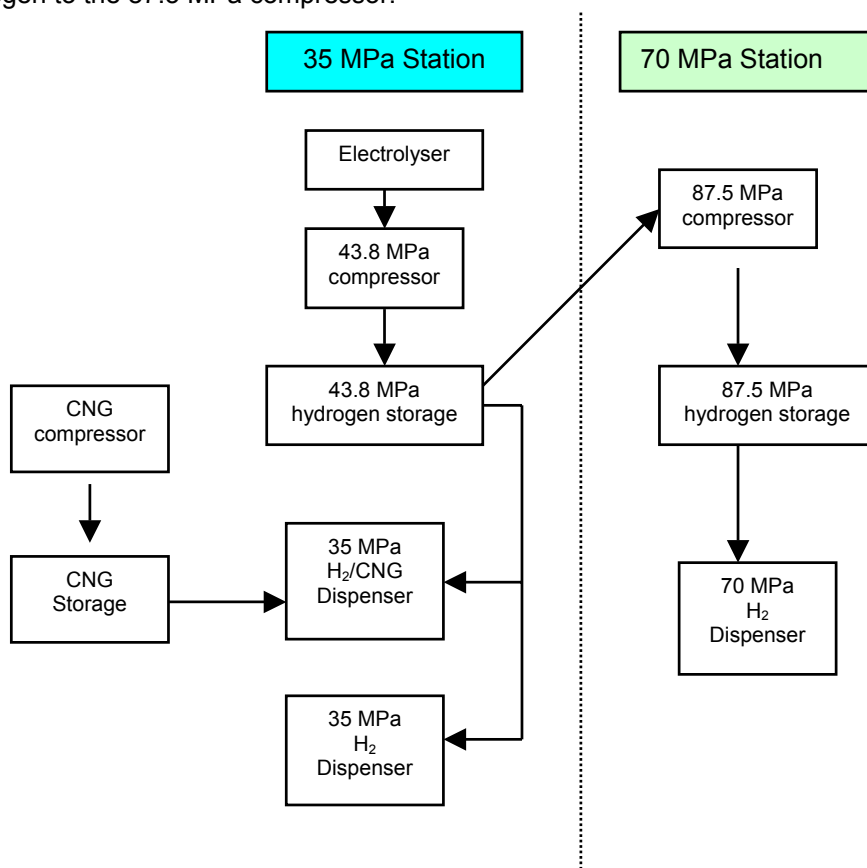 to the 87.5 MPa compressor.
35 MPa Station
70 MPa Station
Electrolyser
87.5 MPa
compressor
43.8 MPa
compressor
43.8 MPa
hydrogen storage
87.5 MPa
hydrogen storage
CNG
compressor
35 MPa
H₂/CNG
Dispenser
CNG
Storage
70 MPa
H₂
Dispenser
35 MPa
H₂
Dispenser